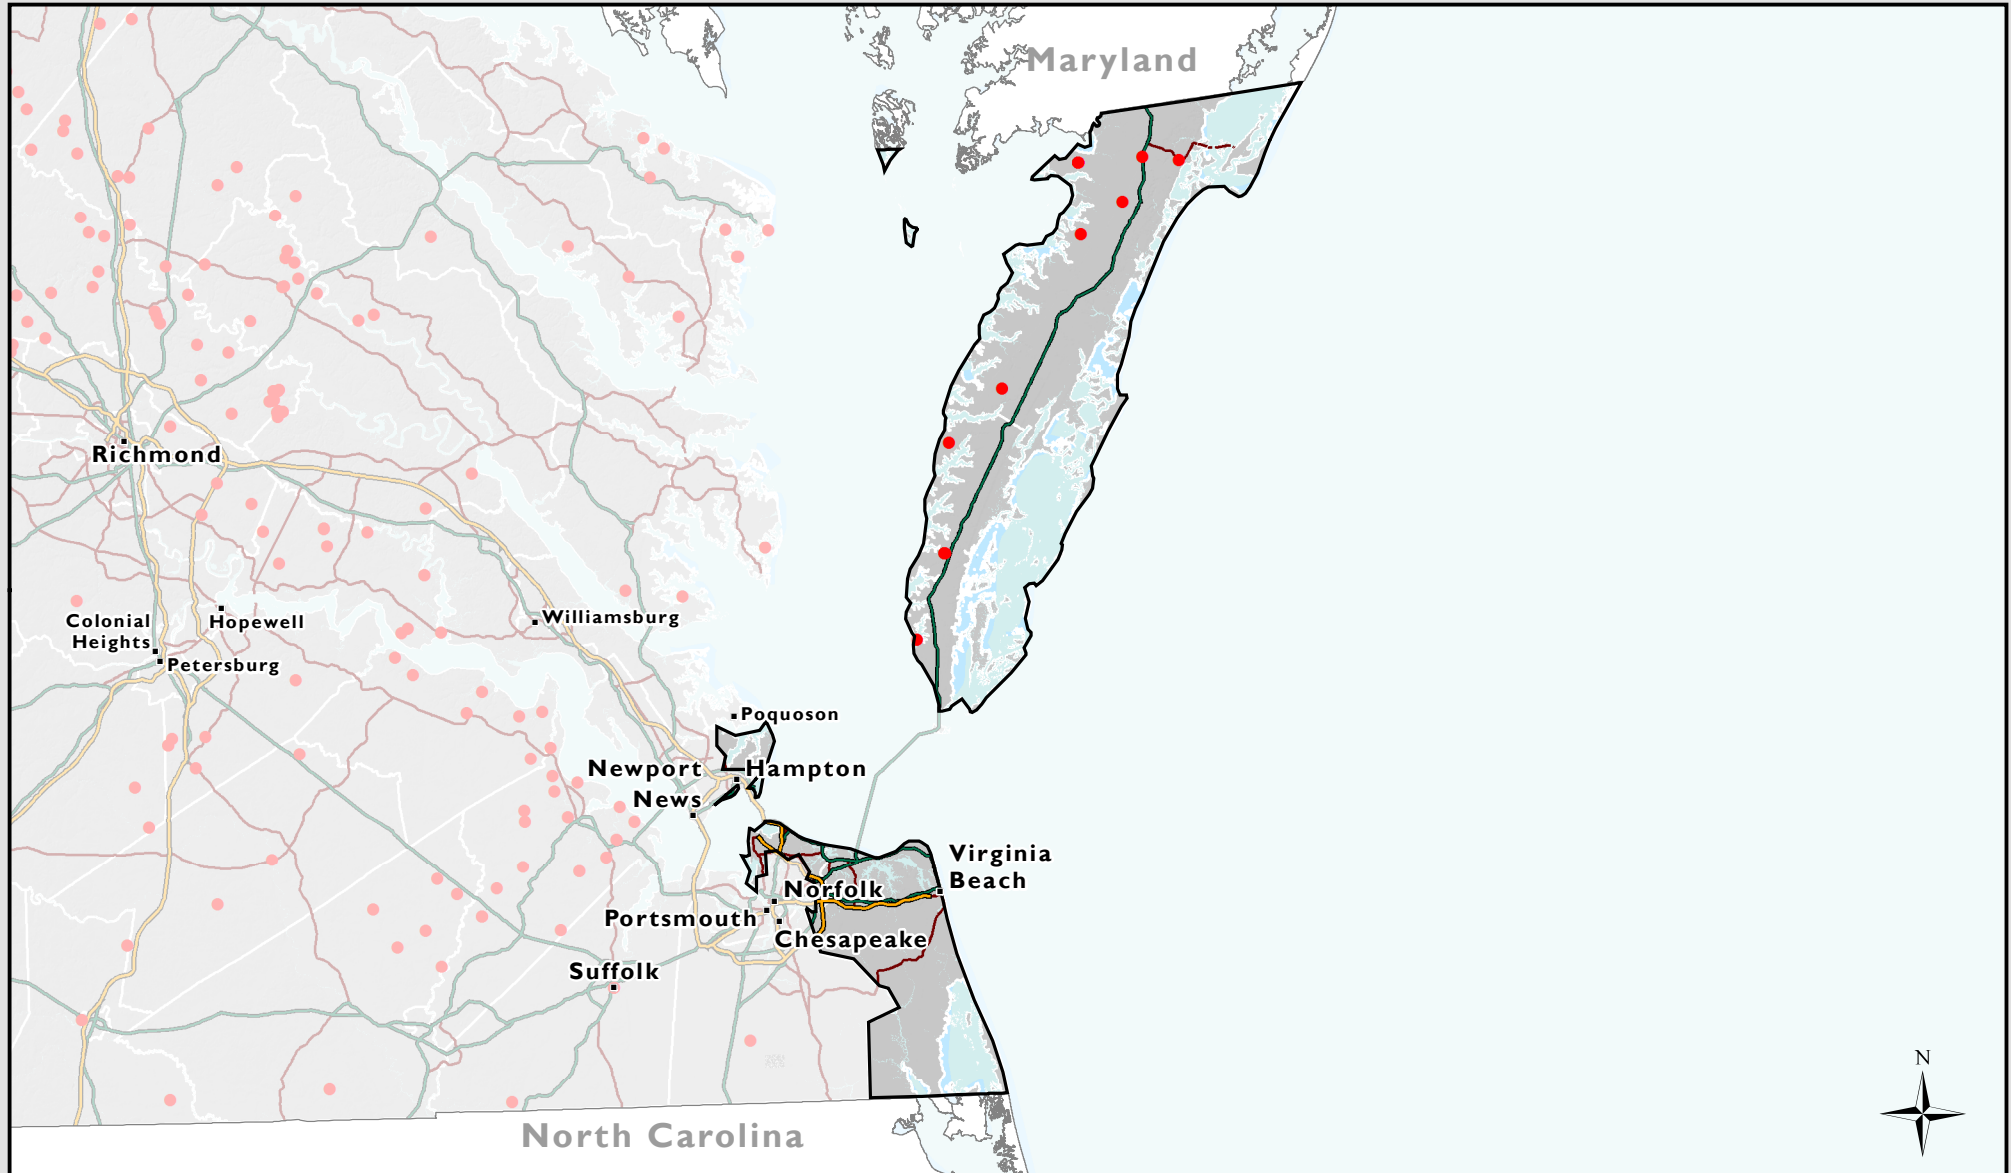 Maryland
Richmond
Colonial
Heights
Hopewell
Petersburg
Williamsburg
Poquoson
Newport
News
Hampton
Virginia
Beach
Norfolk
Portsmouth
Chesapeake
Suffolk
North Carolina
N